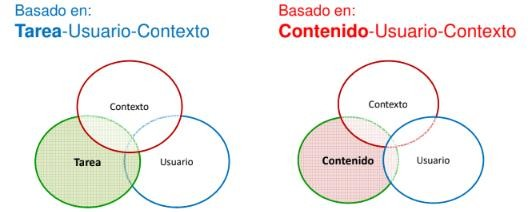 Basado en:
Tarea-Usuario-Contexto
Contexto
Tarea
Usuario
Basado en:
Contenido-Usuario-Contexto
Contexto
Contenido
Usuario